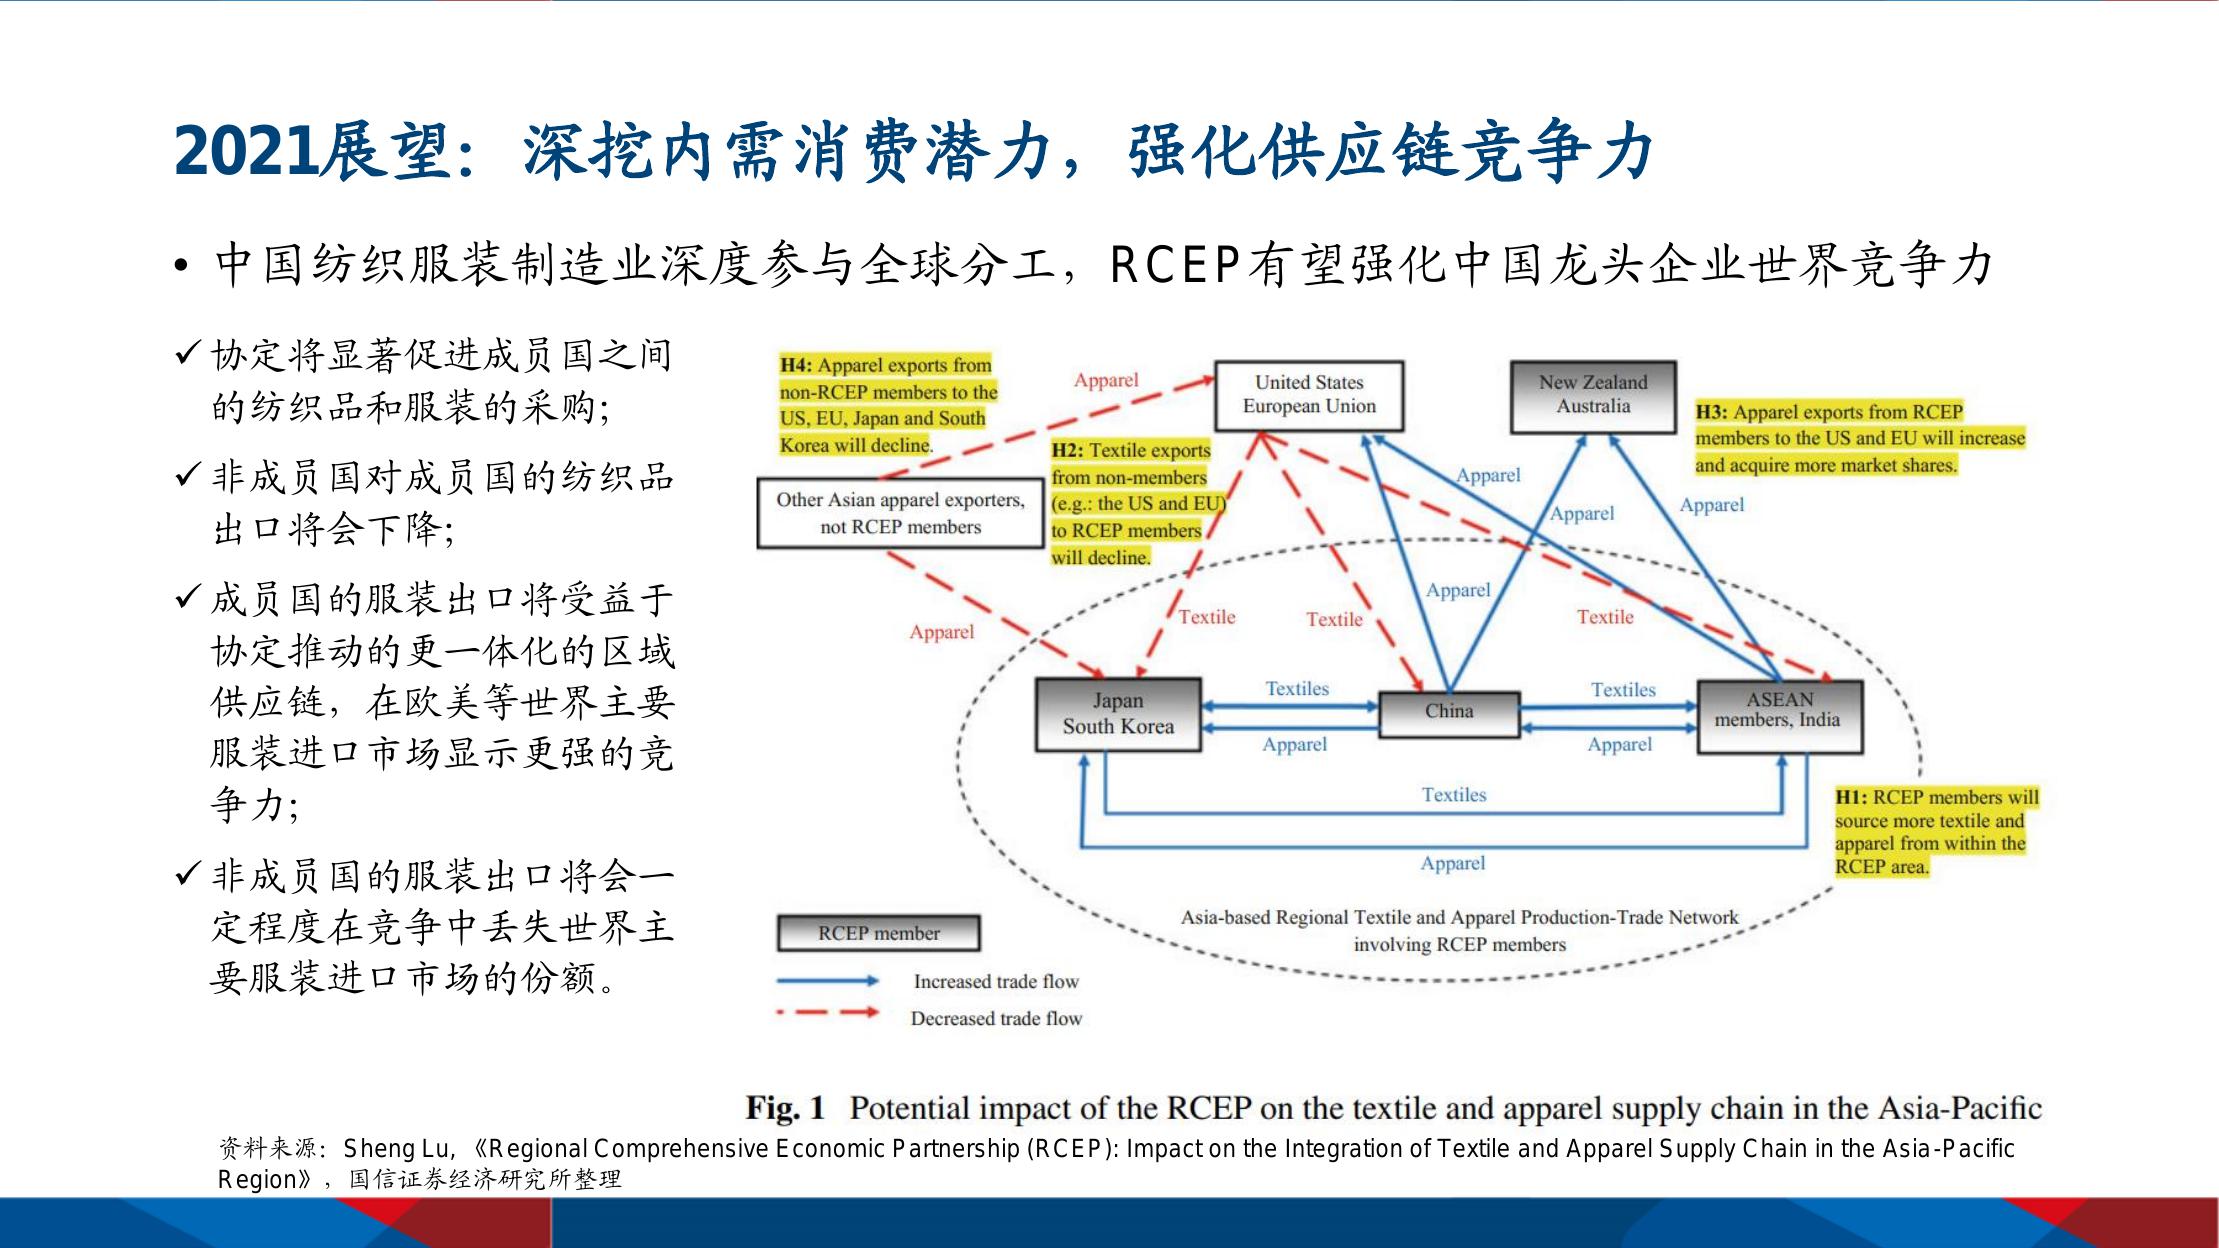 2021展望：深挖内需消费潜力，强化供应链竞争力
• 中国纺织服装制造业深度参与全球分工，RCEP有望强化中国龙头企业世界竞争力
✓ 协定将显著促进成员国之间
的纺织品和服装的采购；
✓ 非成员国对成员国的纺织品
出口将会下降；
✓ 成员国的服装出口将受益于
协定推动的更一体化的区域
供应链，在欧美等世界主要
服装进口市场显示更强的竞
争力；
✓ 非成员国的服装出口将会一
定程度在竞争中丢失世界主
要服装进口市场的份额。
H4: Apparel exports from
non-RCEP members to the
US, EU, Japan and South
Korea will decline.
Apparel
United States
European Union
New Zealand
Australia
H3: Apparel exports from RCEP
members to the US and EU will increase
and acquire more market shares.
H2: Textile exports
from non-members
(e.g.: the US and EU)
to RCEP members
will decline.
Other Asian apparel exporters,
not RCEP members
Apparel
Apparel
Apparel
Apparel
Apparel
Textile
Textile
Textile
Japan
South Korea
Textiles
Apparel
China
Textiles
Apparel
ASEAN
members, India
Textiles
Apparel
H1: RCEP members will
source more textile and
apparel from within the
RCEP area.
Asia-based Regional Textile and Apparel Production-Trade Network
involving RCEP members
RCEP member
Increased trade flow
Decreased trade flow
Fig. 1 Potential impact of the RCEP on the textile and apparel supply chain in the Asia-Pacific
资料来源：Sheng Lu,《Regional Comprehensive Economic Partnership (RCEP): Impact on the Integration of Textile and Apparel Supply Chain in the Asia-Pacific
Region》, 国信证券经济研究所整理